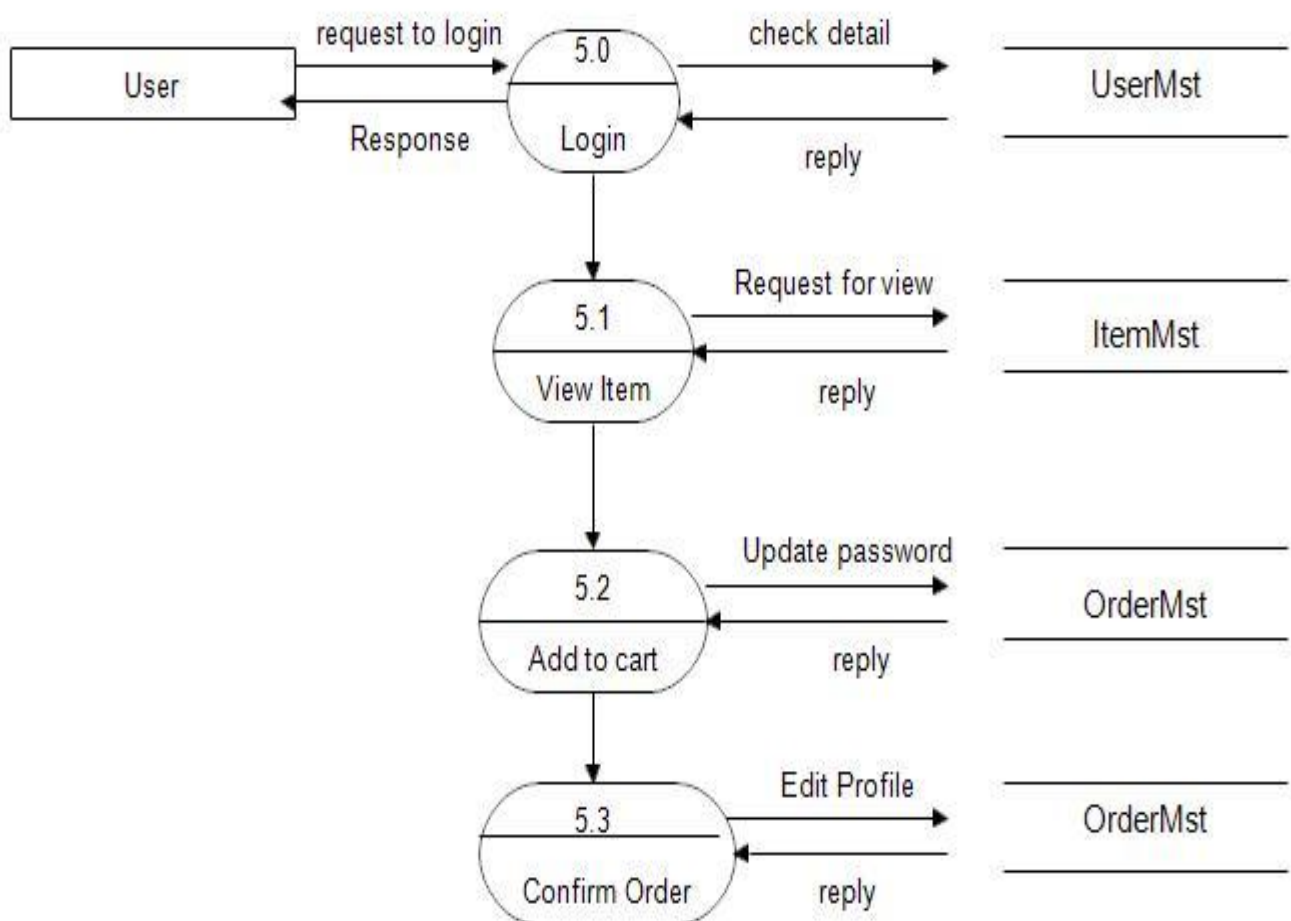 request to login
5.0
check detail
User
UserMst
Response
Login
reply
Request for view
5.1
ItemMst
View Item
reply
Update password
5.2
OrderMst
Add to cart
reply
Edit Profile
5.3
OrderMst
Confirm Order
reply